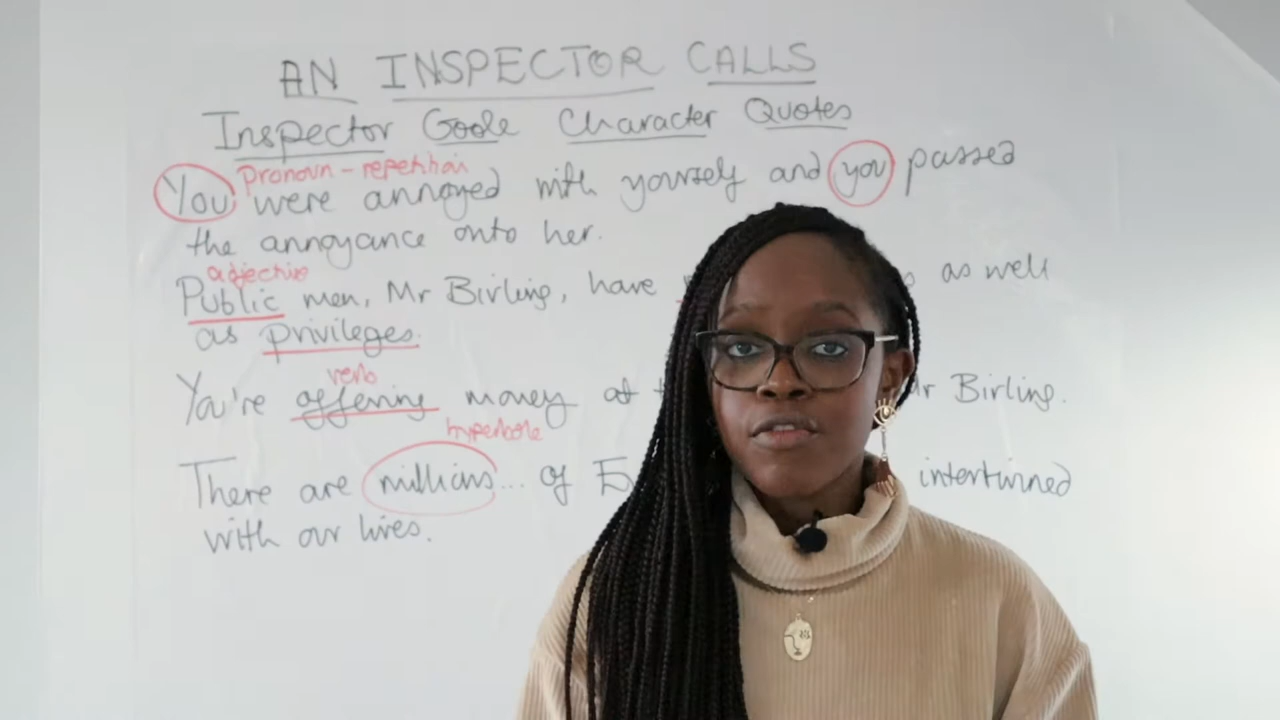 AN INSPECTOR CALLS
Inspector Goole Character Quotes
Pronoun - repetition
You were annoyed with yourself and you passed
the annoyance onto her.
adjective
Public men, Mr Birling, have as well
as privileges.
verb
You're offering money at Mr Birling.
hyperbole
There are millions... of intertwined
with our lives.